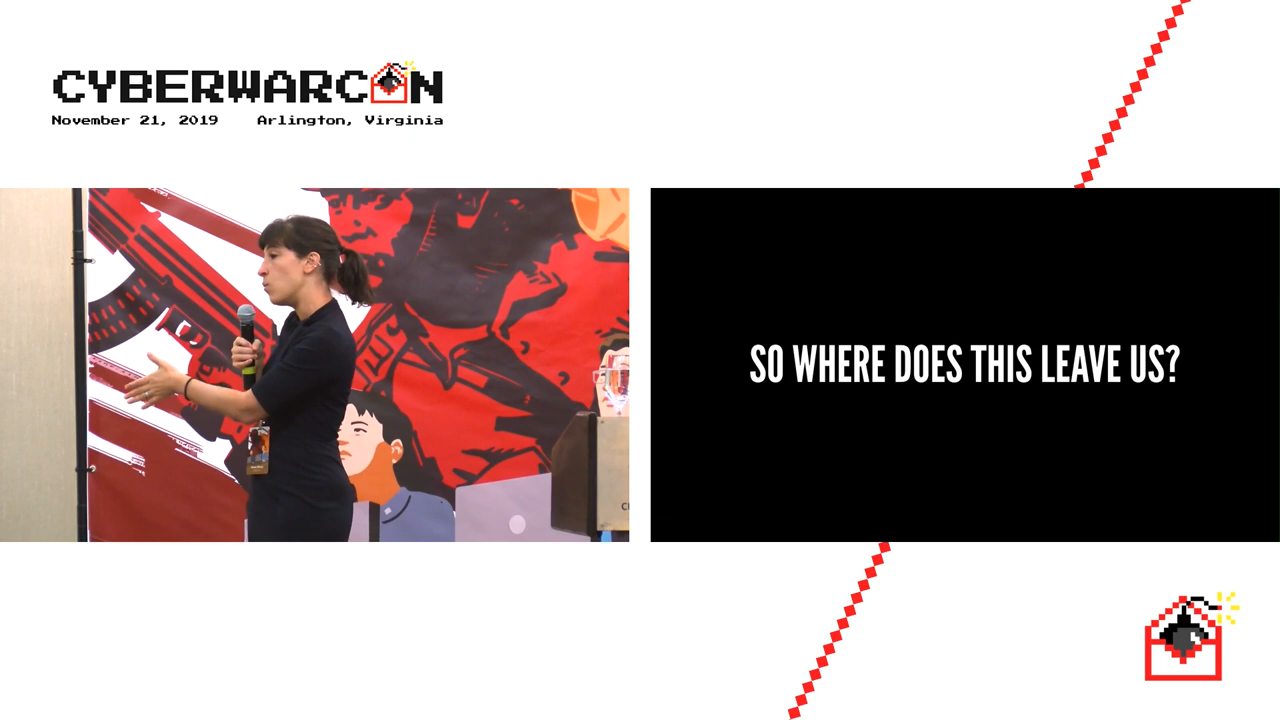 CYBERWARCON
November 21, 2019 Arlington, Virginia
SO WHERE DOES THIS LEAVE US?